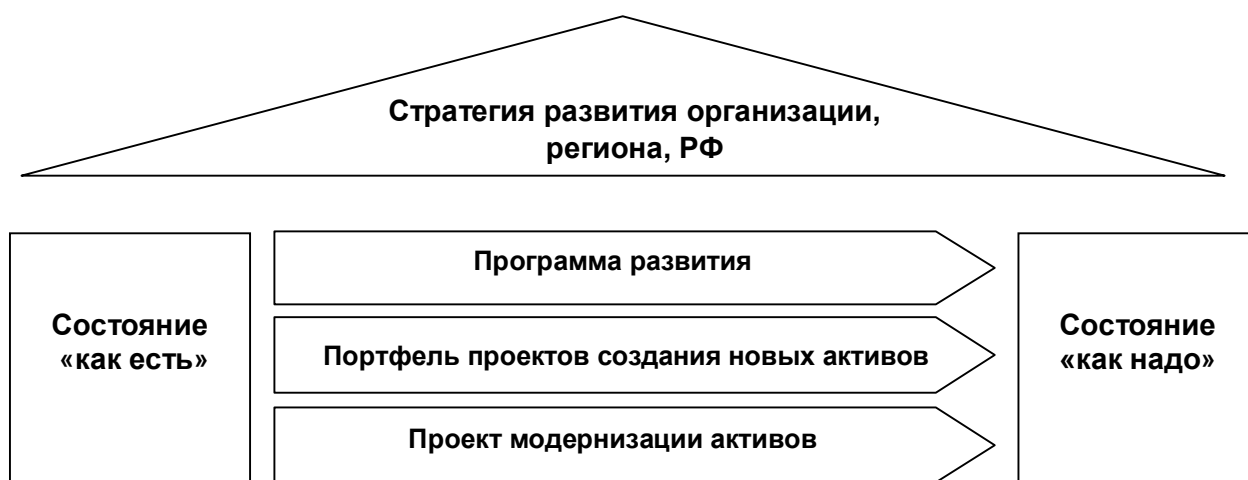 Стратегия развития организации,
региона, РФ
Состояние
«как есть»
Программа развития
Портфель проектов создания новых активов
Проект модернизации активов
Состояние
«как надо»